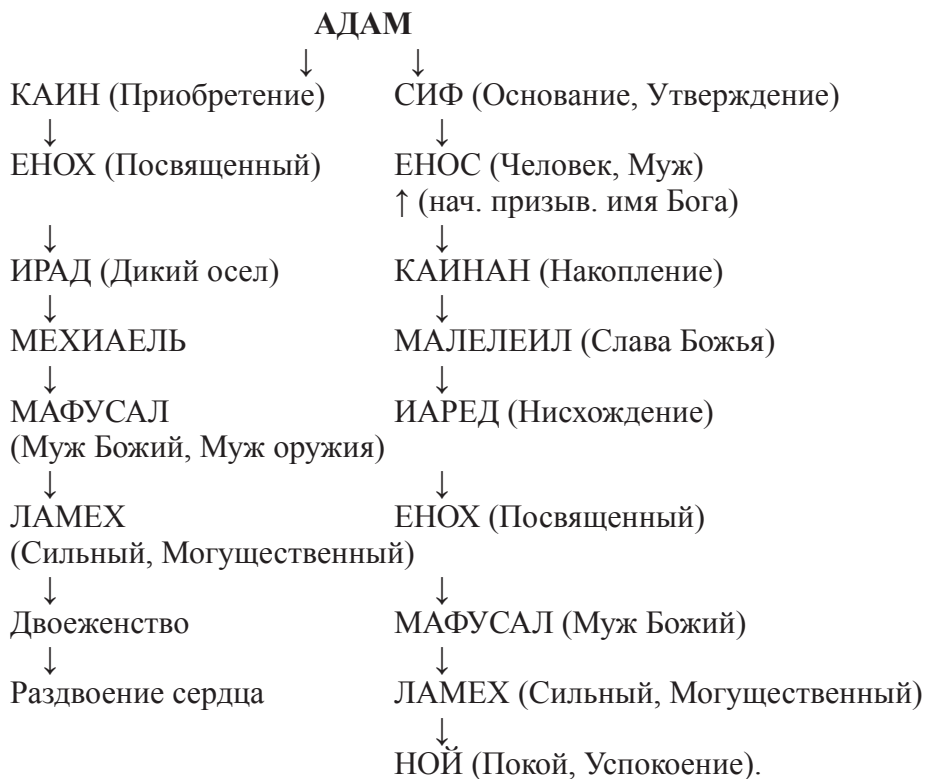 АДАМ
↓ ↓
КАИН (Приобретение) СИФ (Основание, Утверждение)
↓ ↓
ЕНОХ (Посвященный) ЕНОС (Человек, Муж)
↑ (нач. призыв. имя Бога)
↓ ↓
ИРАД (Дикий осел) КАИНАН (Накопление)
↓ ↓
МЕХИАЕЛЬ МАЛЕЛЕИЛ (Слава Божья)
↓ ↓
МАФУСАЛ ИАРЕД (Нисхождение)
(Муж Божий, Муж оружия)
↓ ↓
ЛАМЕХ ЕНОХ (Посвященный)
(Сильный, Могущественный)
↓ ↓
Двоеженство МАФУСАЛ (Муж Божий)
↓ ↓
Раздвоение сердца ЛАМЕХ (Сильный, Могущественный)
↓
НОЙ (Покой, Успокоение).